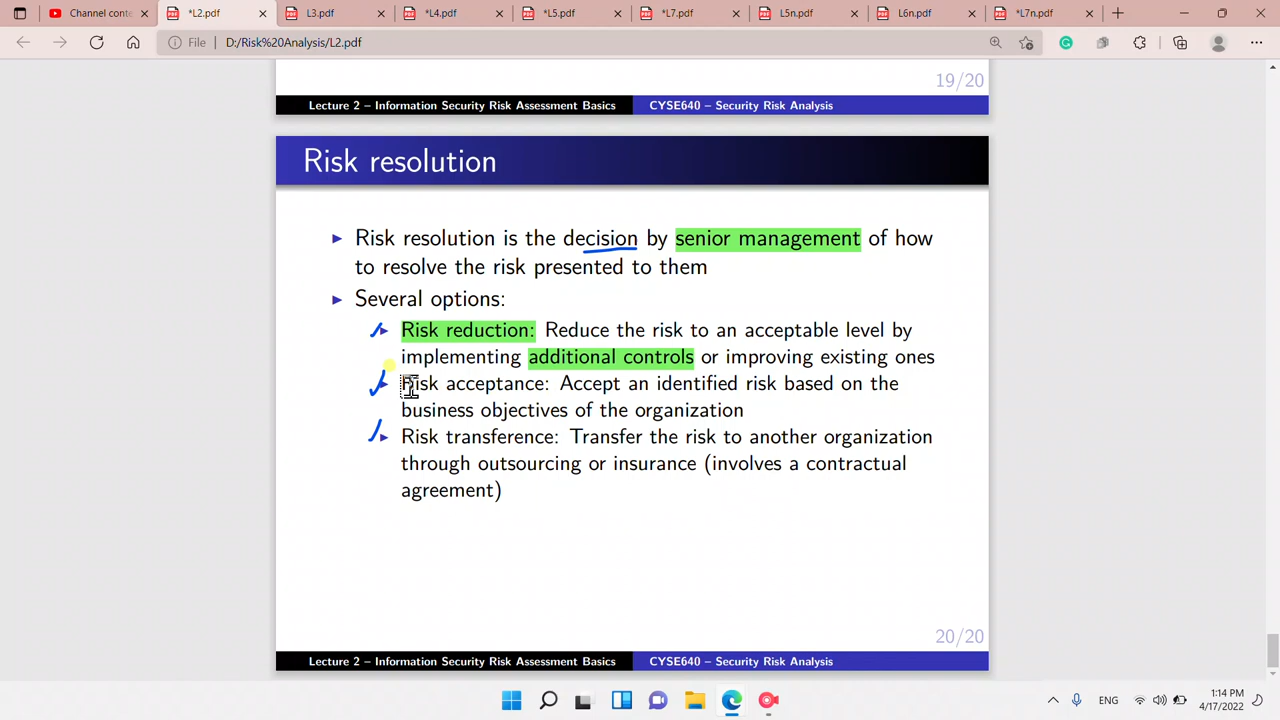 Channel conte
*L2.pdf
L3.pdf
*L4.pdf
*L5.pdf
*L7.pdf
L5n.pdf
L6n.pdf
*L7n.pdf
File
D:/Risk%20Analysis/L2.pdf
19/20
Lecture 2 – Information Security Risk Assessment Basics
CYSE640 – Security Risk Analysis
Risk resolution
Risk resolution is the decision by senior management of how
to resolve the risk presented to them
Several options:
Risk reduction: Reduce the risk to an acceptable level by
implementing additional controls or improving existing ones
Risk acceptance: Accept an identified risk based on the
business objectives of the organization
Risk transference: Transfer the risk to another organization
through outsourcing or insurance (involves a contractual
agreement)
20/20
Lecture 2 – Information Security Risk Assessment Basics
CYSE640 – Security Risk Analysis
ENG
1:14 PM
4/17/2022